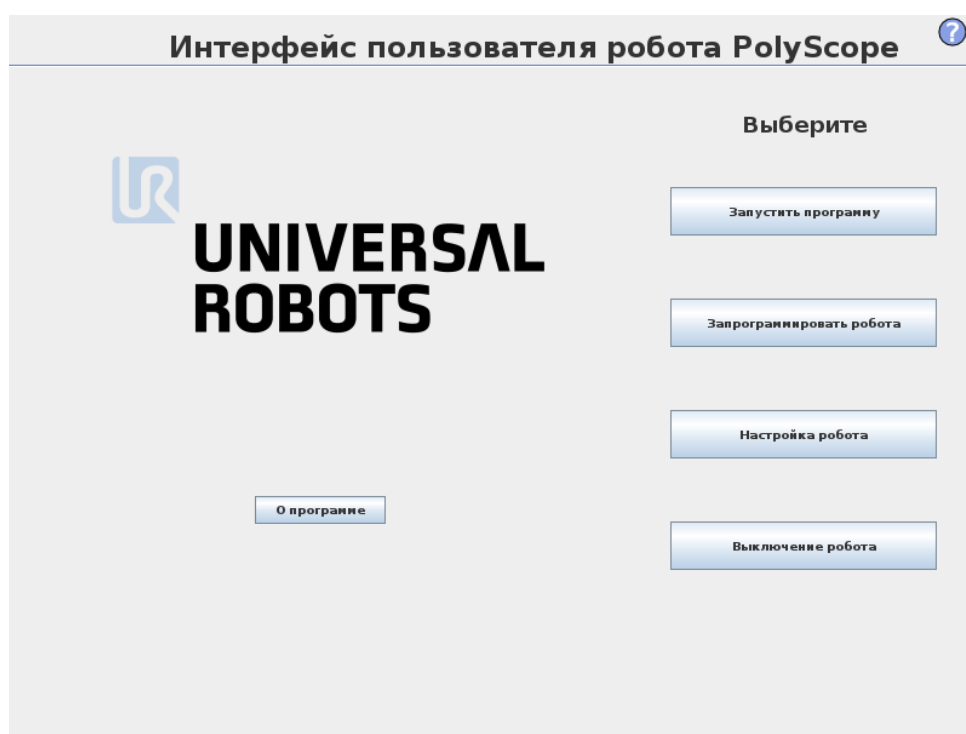 Интерфейс пользователя робота PolyScope
?
Выберите
UR
UNIVERSAL
ROBOTS
Запустить программу
Запрограммировать робота
Настройка робота
О программе
Выключение робота